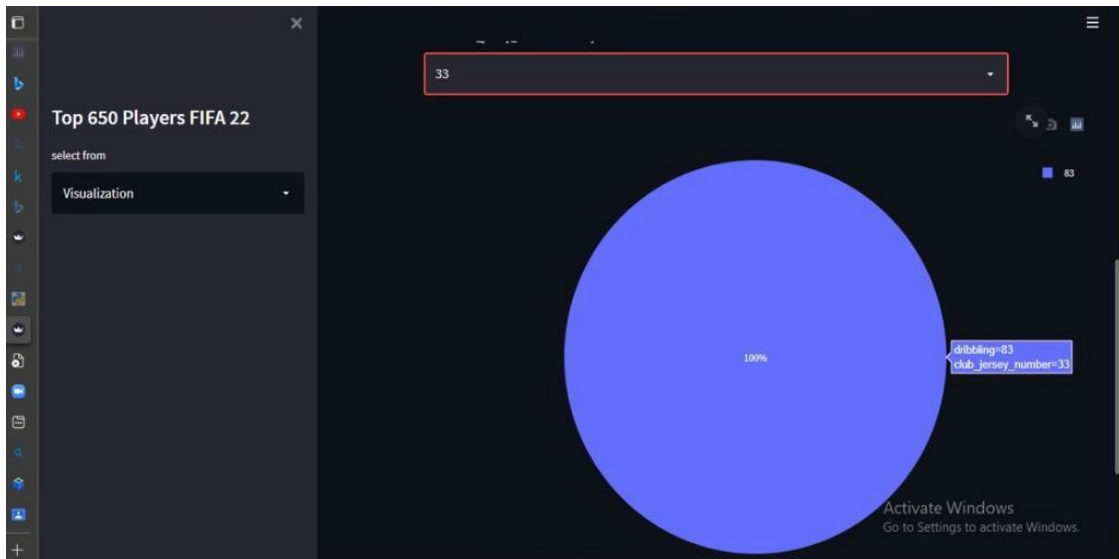 33
Top 650 Players FIFA 22
select from
Visualization
83
100%
dribbling=83
club_jersey_number=33
Activate Windows
Go to Settings to activate Windows.